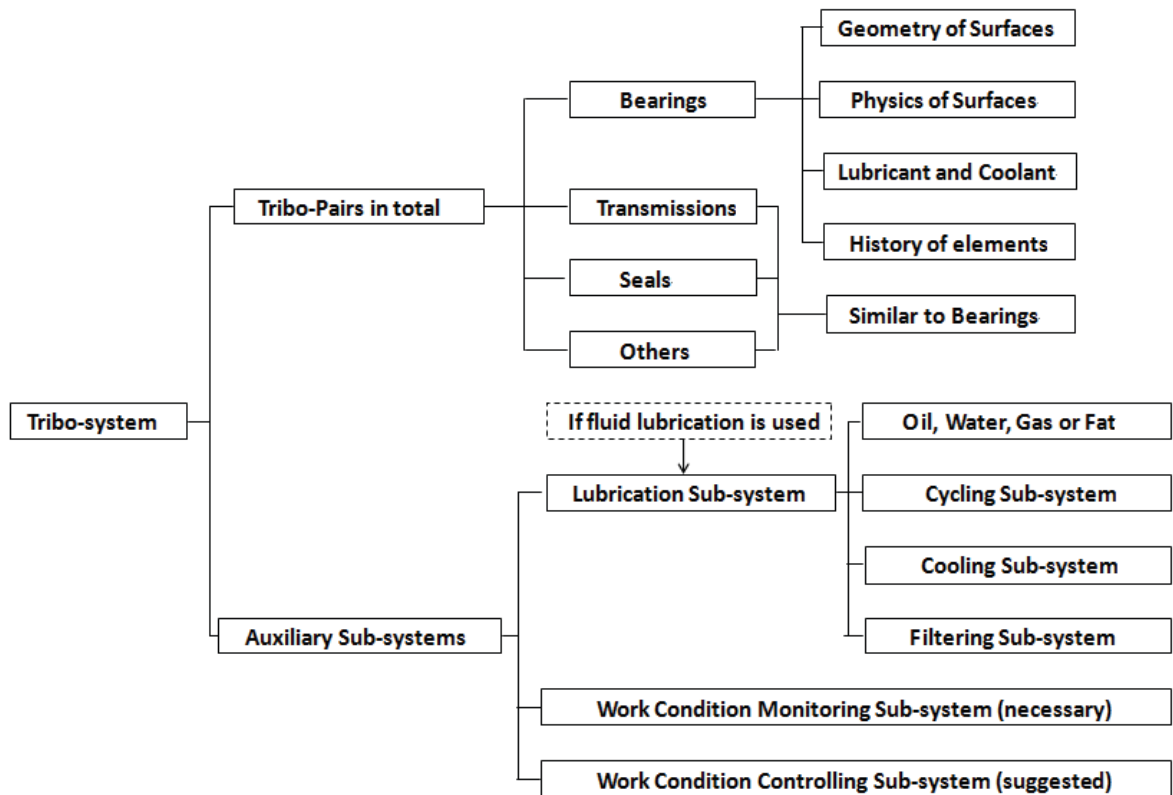 Geometry of Surfaces
Bearings
Physics of Surfaces
Lubricant and Coolant
Tribo-Pairs in total
Transmissions
History of elements
Seals
Similar to Bearings
Others
Tribo-system
If fluid lubrication is used
Oil, Water, Gas or Fat
Lubrication Sub-system
Cycling Sub-system
Cooling Sub-system
Auxiliary Sub-systems
Filtering Sub-system
Work Condition Monitoring Sub-system (necessary)
Work Condition Controlling Sub-system (suggested)